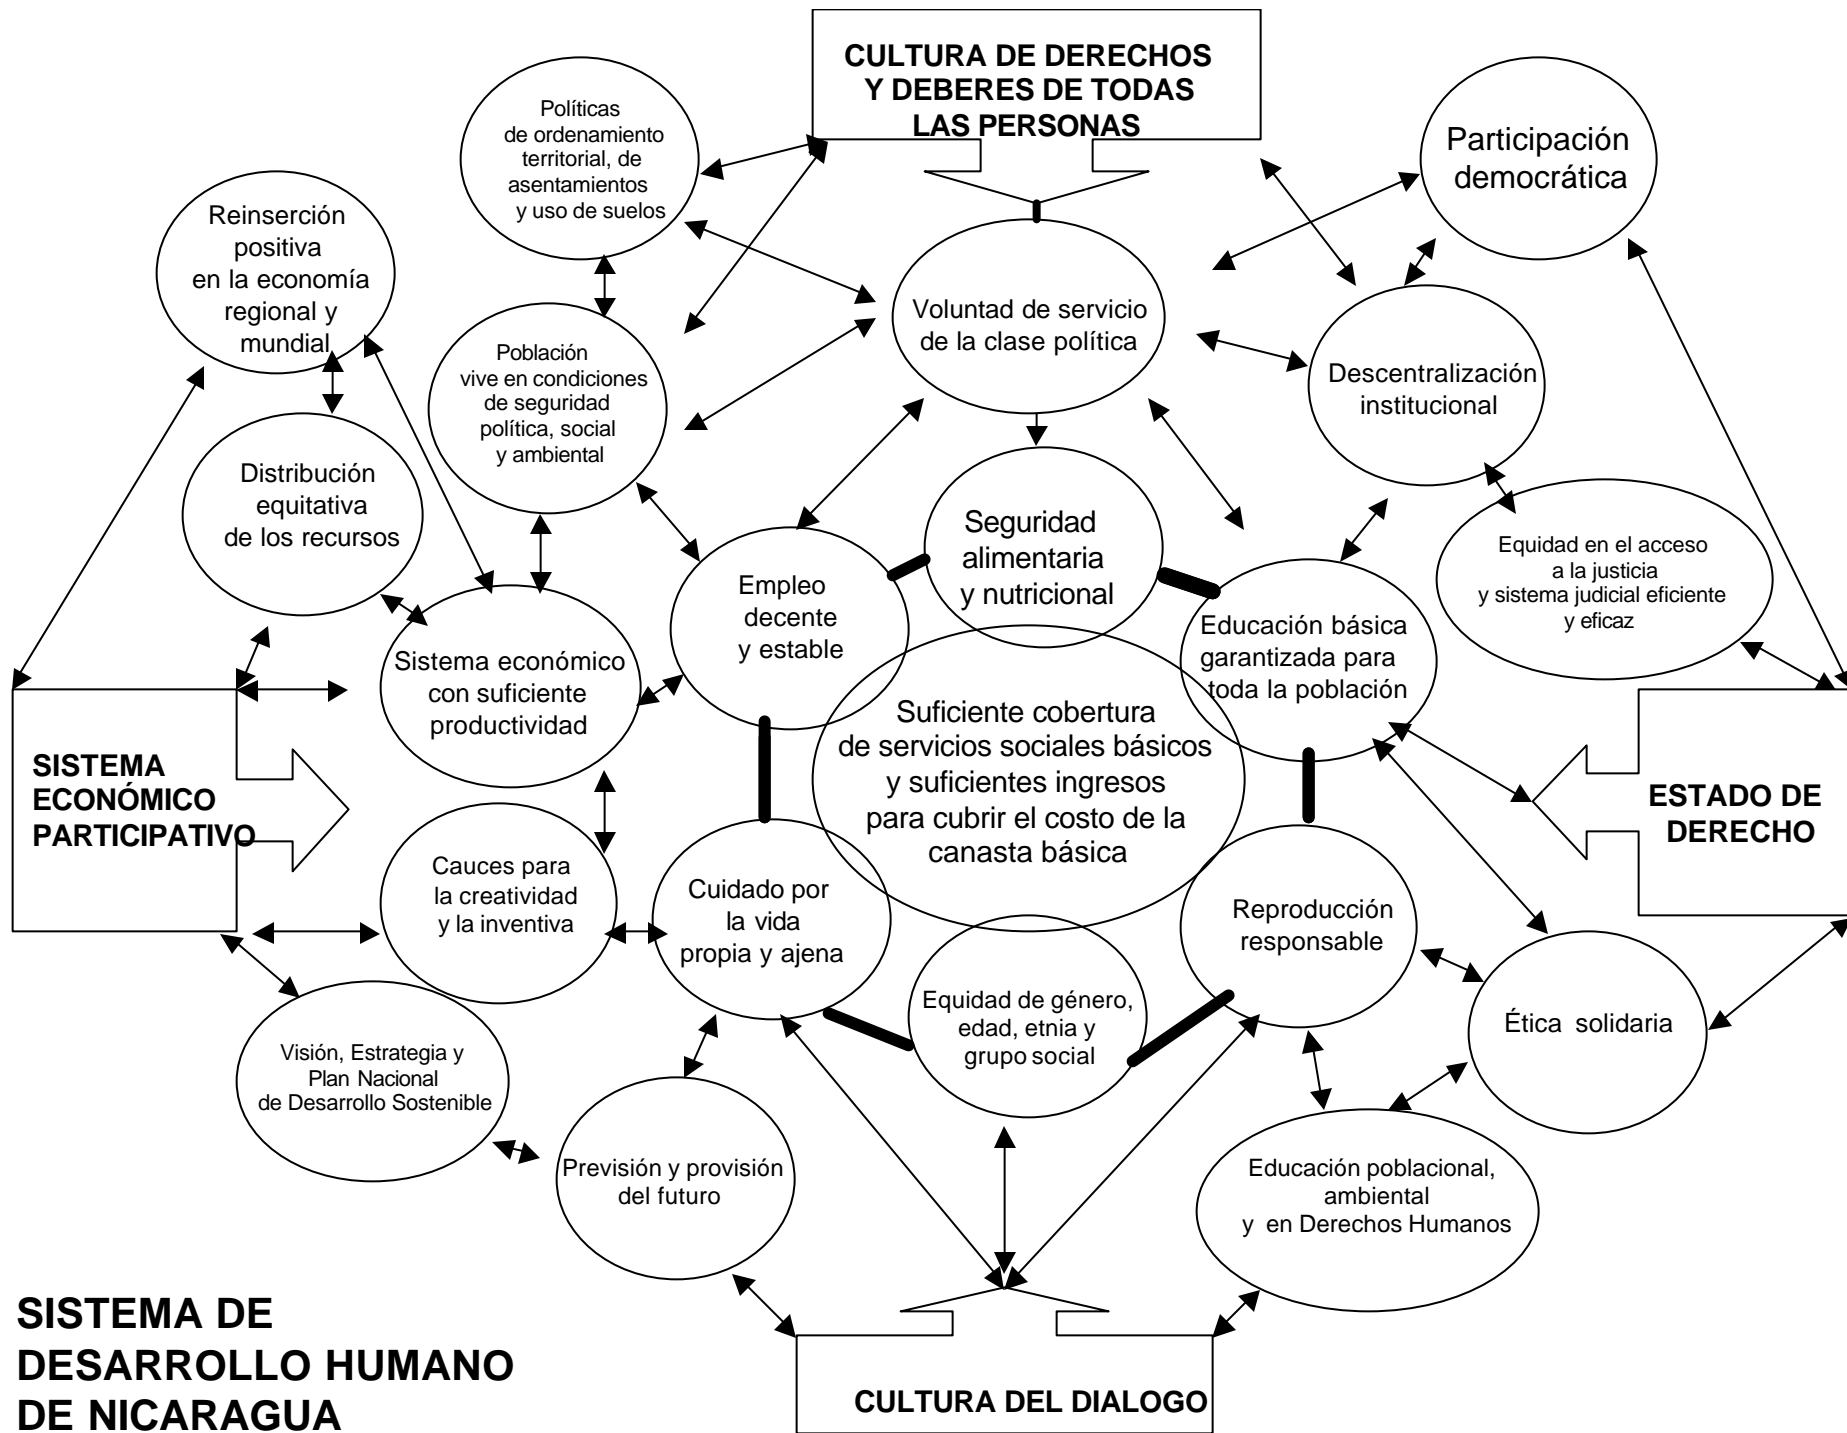 CULTURA DE DERECHOS
Y DEBERES DE TODAS
LAS PERSONAS
Políticas
de ordenamiento
territorial, de
asentamientos
y uso de suelos
Participación
democrática
Reinserción
positiva
en la economía
regional y
mundial
Voluntad de servicio
de la clase política
Población
vive en condiciones
de seguridad
política, social
y ambiental
Descentralización
institucional
Distribución
equitativa
de los recursos
Seguridad
alimentaria
y nutricional
Equidad en el acceso
a la justicia
y sistema judicial eficiente
y eficaz
Empleo
decente
y estable
Educación básica
garantizada para
toda la población
Sistema económico
con suficiente
productividad
Suficiente cobertura
de servicios sociales básicos
y suficientes ingresos
para cubrir el costo de la
canasta básica
SISTEMA
ECONÓMICO
PARTICIPATIVO
ESTADO DE
DERECHO
Cauces para
la creatividad
y la inventiva
Cuidado por
la vida
propia y ajena
Reproducción
responsable
Equidad de género,
edad, etnia y
grupo social
Ética solidaria
Visión, Estrategia y
Plan Nacional
de Desarrollo Sostenible
Previsión y provisión
del futuro
Educación poblacional,
ambiental
y en Derechos Humanos
CULTURA DEL DIALOGO
SISTEMA DE
DESARROLLO HUMANO
DE NICARAGUA